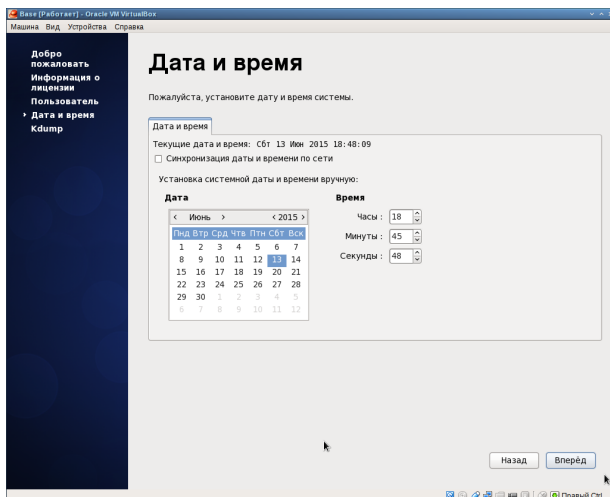 Base [Работает] - Oracle VM VirtualBox
Машина Вид Устройства Справка
Добро пожаловать
Информация о лицензии
Пользователь
Дата и время
Kdump
Дата и время
Пожалуйста, установите дату и время системы.
Дата и время
Текущие дата и время: Сбт 13 Июн 2015 18:48:09
Синхронизация даты и времени по сети
Установка системной даты и времени вручную:
Дата
Время
< Июнь > < 2015 >
Пнд Втр Срд Чтв Птн Сбт Вск
1 2 3 4 5 6 7
8 9 10 11 12 13 14
15 16 17 18 19 20 21
22 23 24 25 26 27 28
29 30 1 2 3 4 5
6 7 8 9 10 11 12
Часы : 18
Минуты : 45
Секунды : 48
Назад
Вперёд
Правый Ctrl